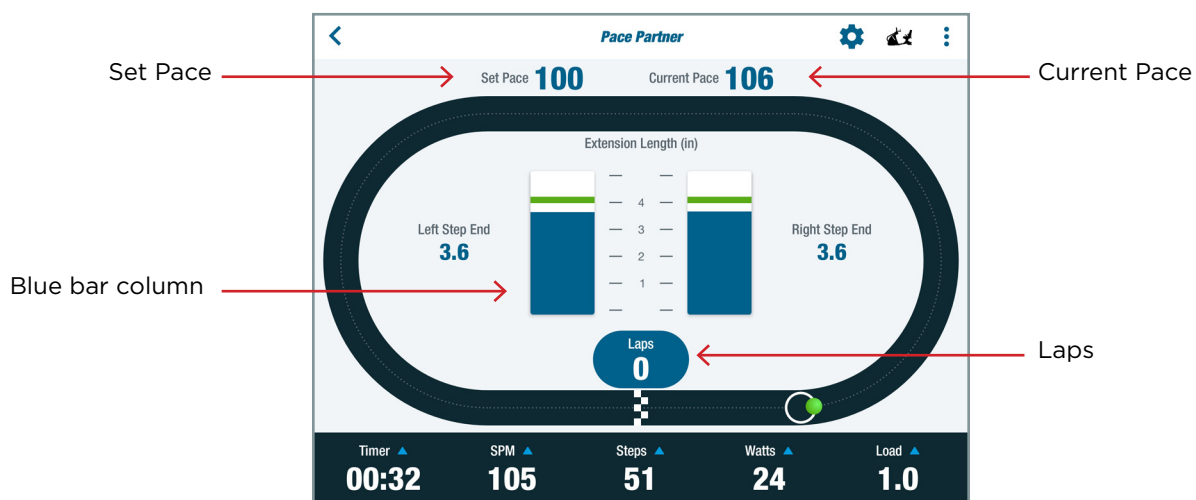 Pace Partner
Set Pace
Set Pace 100
Current Pace 106
Current Pace
Extension Length (in)
4
3
2
1
Left Step End
3.6
Right Step End
3.6
Blue bar column
Laps
0
Laps
Timer SPM Steps Watts Load
00:32 105 51 24 1.0